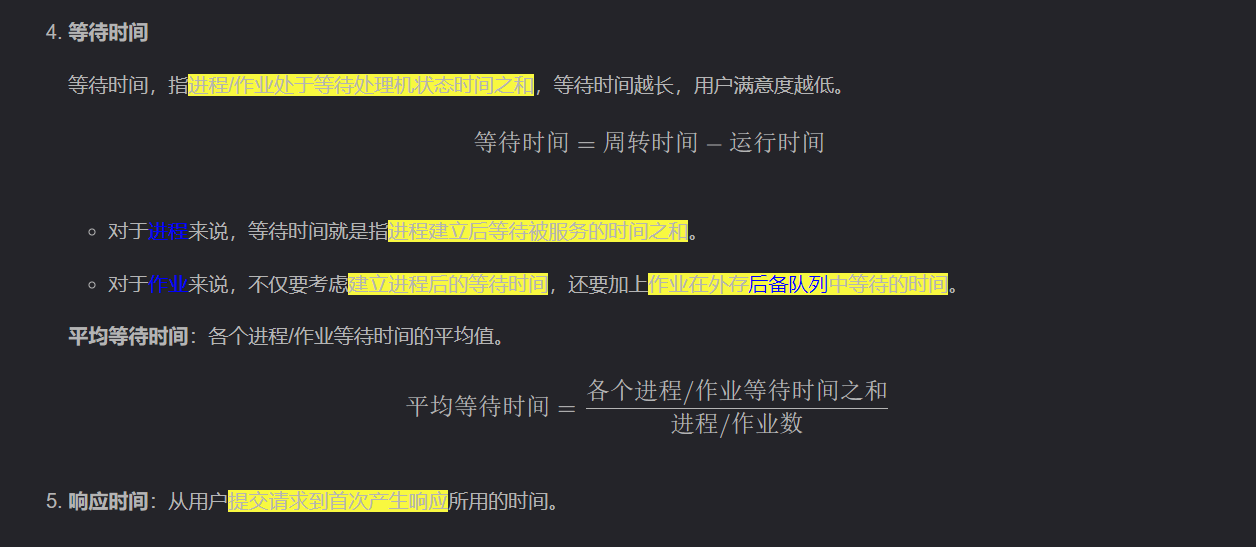 4. 等待时间
等待时间，指进程/作业处于等待处理机状态时间之和，等待时间越长，用户满意度越低。
等待时间 = 周转时间 − 运行时间
○ 对于进程来说，等待时间就是指进程建立后等待被服务的时间之和。
○ 对于作业来说，不仅要考虑建立进程后的等待时间，还要加上作业在外存后备队列中等待的时间。
平均等待时间：各个进程/作业等待时间的平均值。
各个进程/作业等待时间之和
平均等待时间 =
进程/作业数
5. 响应时间：从用户提交请求到首次产生响应所用的时间。